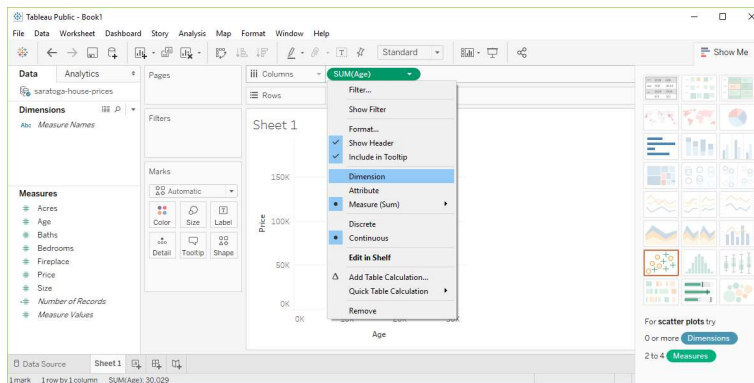 Tableau Public - Book1
File Data Worksheet Dashboard Story Analysis Map Format Window Help
Standard
Show Me
Data Analytics
saratoga-house-prices
Dimensions
Abc Measure Names
Measures
Acres
Age
Baths
Bedrooms
Fireplace
Price
Size
Number of Records
Measure Values
Pages
Filters
Marks
Automatic
Color Size Label
Detail Tooltip Shape
Columns SUM(Age)
Rows
Sheet 1
150K
100K
50K
0K
Price
0K
Age
Filter...
Show Filter
Format...
Show Header
Include in Tooltip
Dimension
Attribute
Measure (Sum)
Discrete
Continuous
Edit in Shelf
Add Table Calculation...
Quick Table Calculation
Remove
For scatter plots try
0 or more Dimensions
2 to 4 Measures
Data Source Sheet 1
1 mark 1 row by 1 column SUM(Age): 30,029